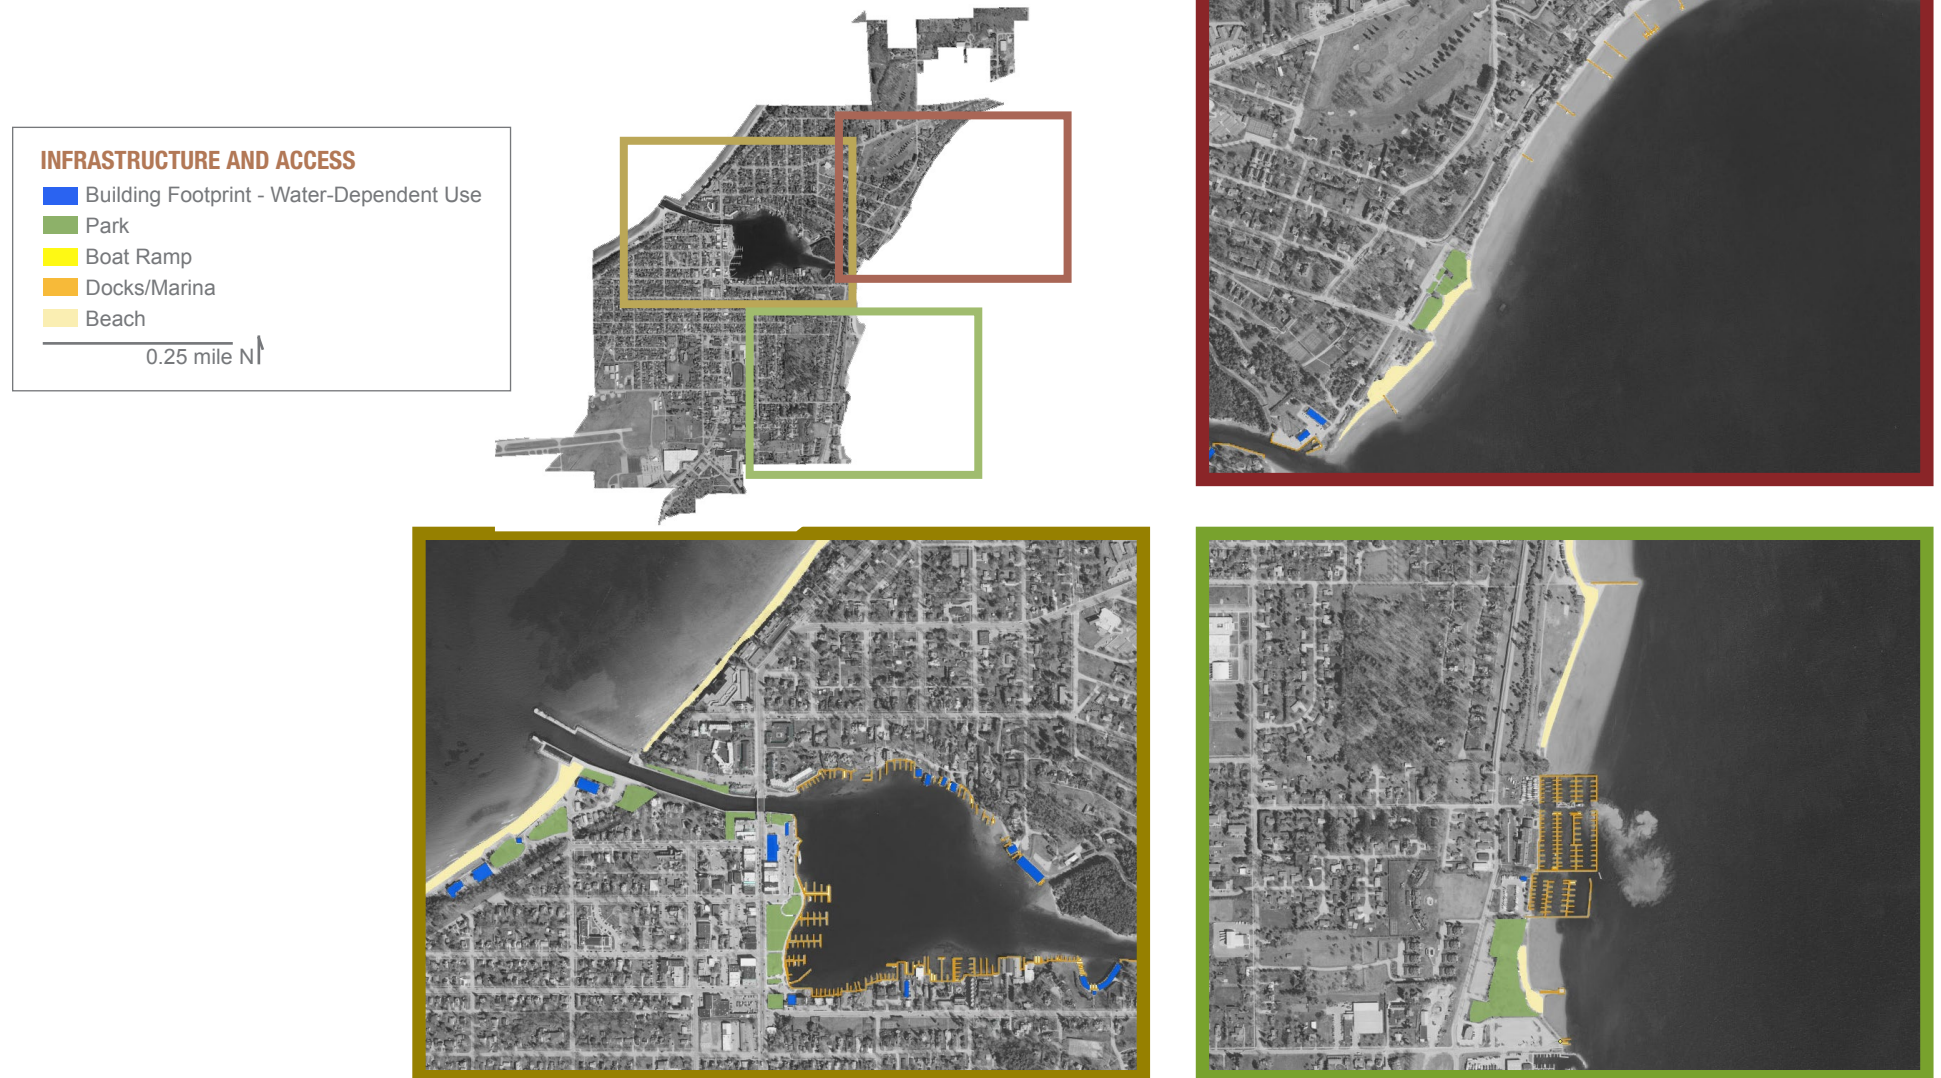 INFRASTRUCTURE AND ACCESS
Building Footprint - Water-Dependent Use
Park
Boat Ramp
Docks/Marina
Beach
0.25 mile N